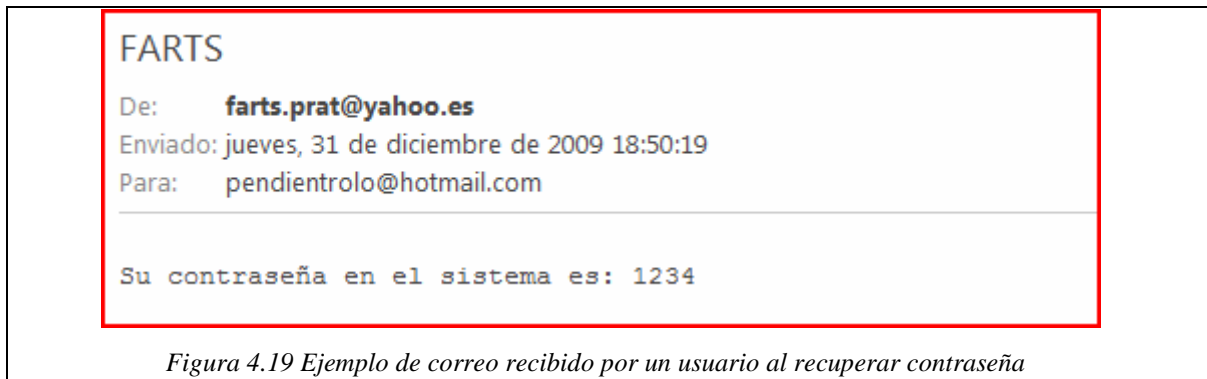 FARTS
De: farts.prat@yahoo.es
Enviado: jueves, 31 de diciembre de 2009 18:50:19
Para: pendientrolo@hotmail.com
Su contraseña en el sistema es: 1234
Figura 4.19 Ejemplo de correo recibido por un usuario al recuperar contraseña